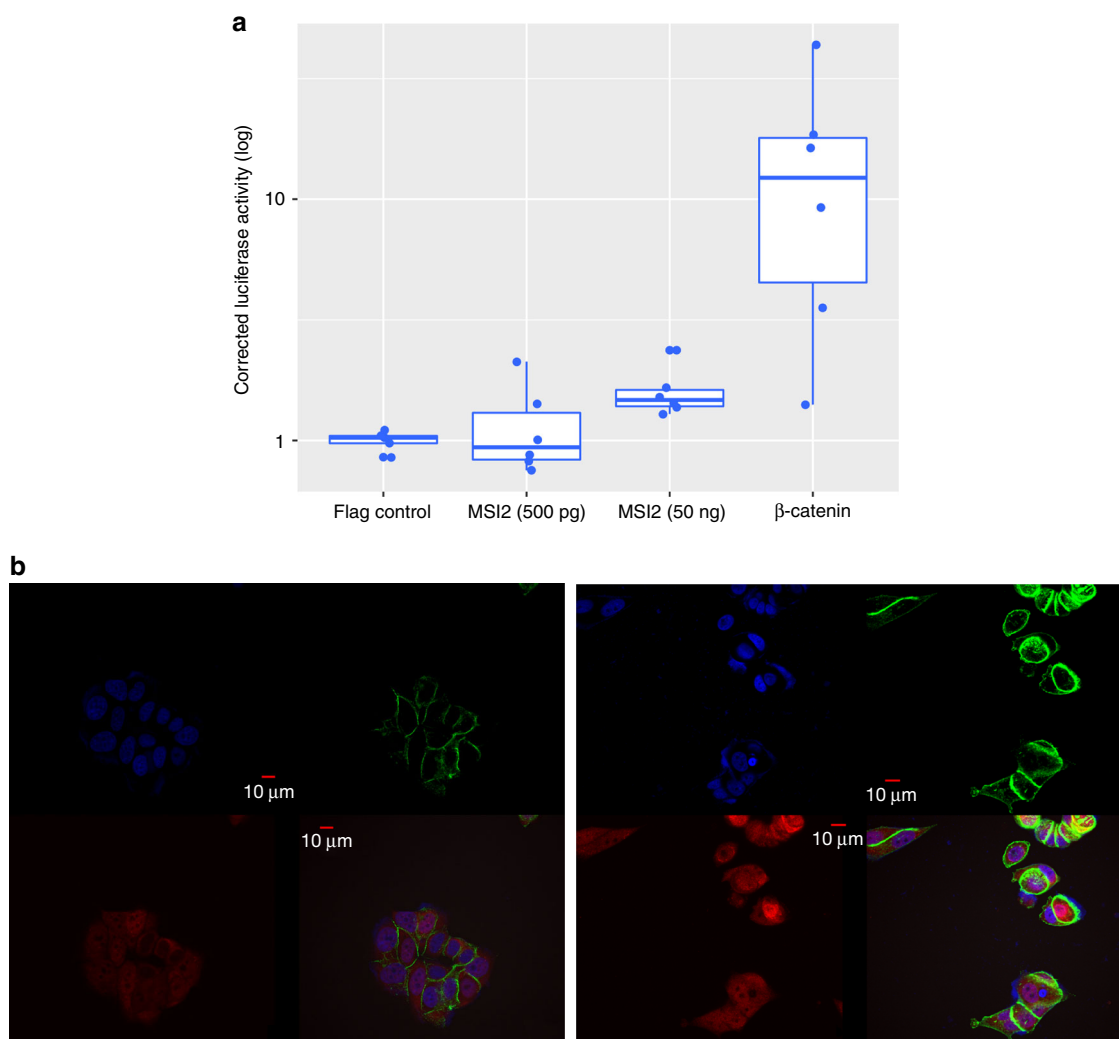 a
Corrected luciferase activity (log)
10
1
Flag control
MSI2 (500 pg)
MSI2 (50 ng)
β-catenin
b
10 μm
10 μm
10 μm
10 μm